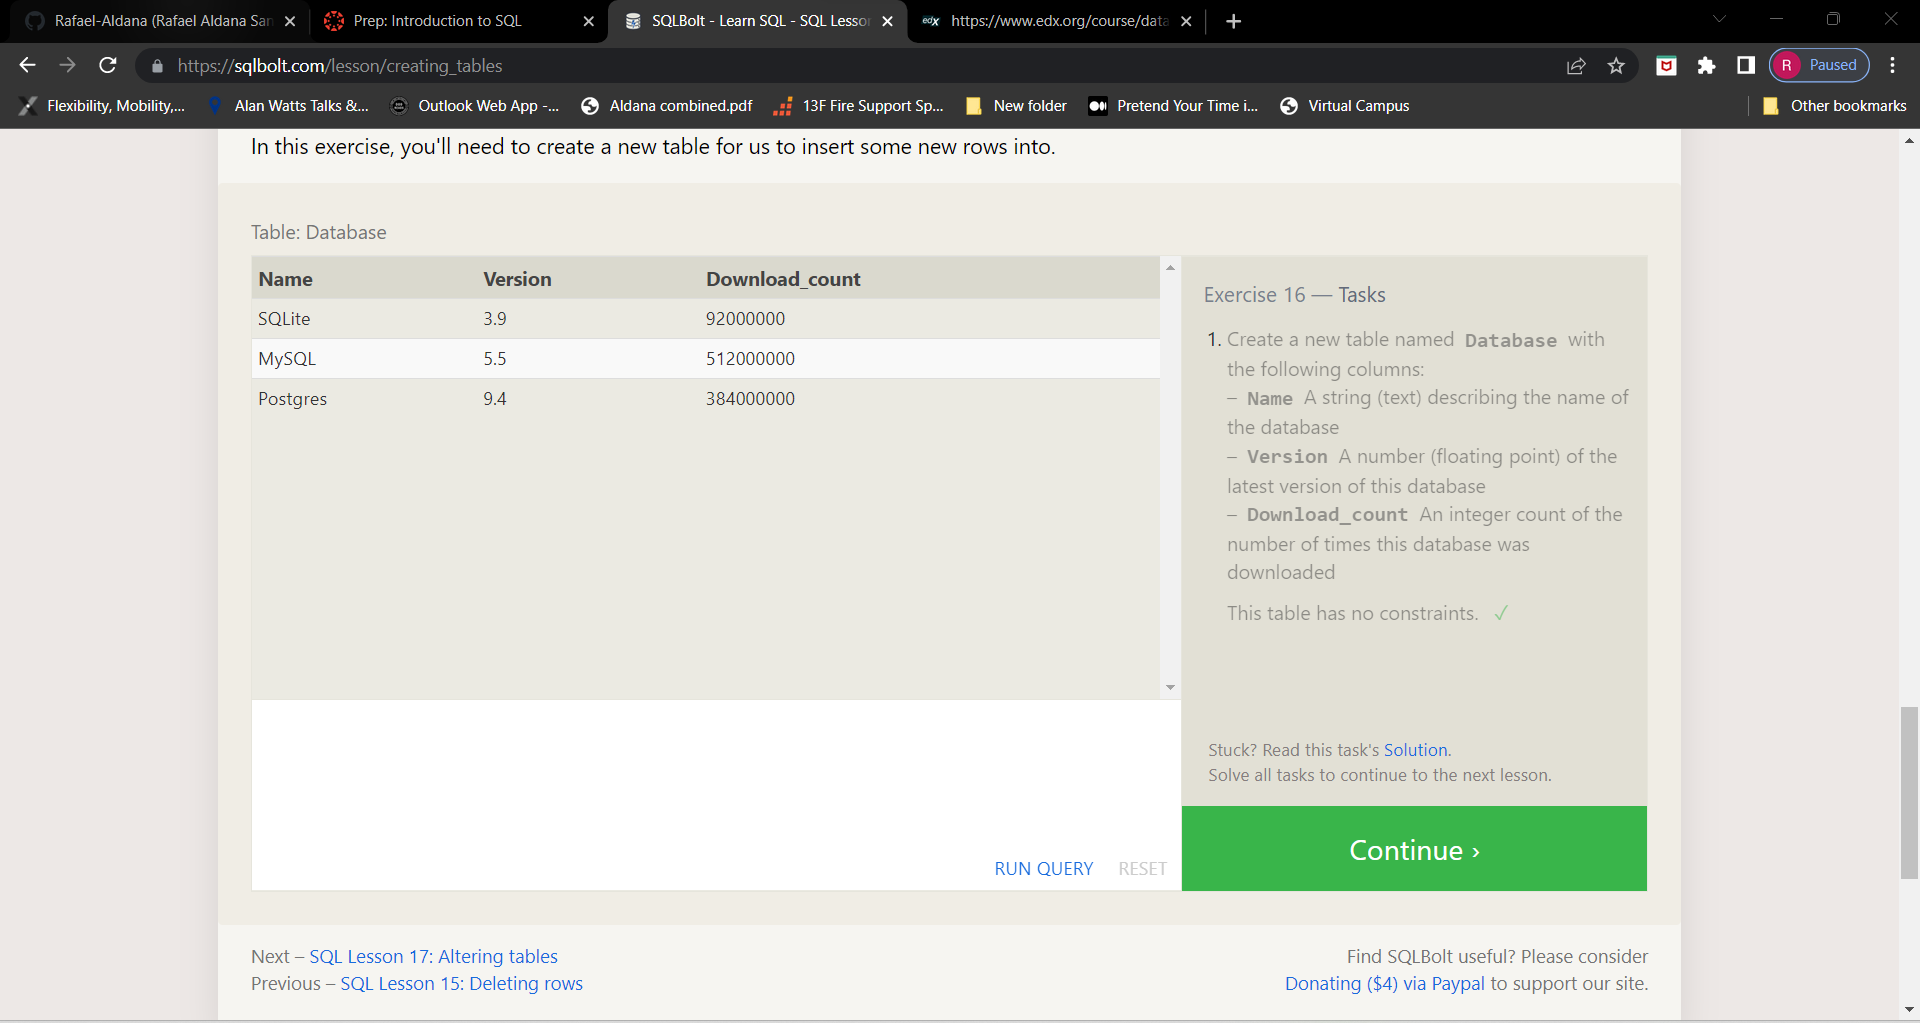 Rafael-Aldana (Rafael Aldana San
Prep: Introduction to SQL
SQLBolt - Learn SQL - SQL Lesson
edX https://www.edx.org/course/data
https://sqlbolt.com/lesson/creating_tables
R Paused
Flexibility, Mobility,...
Alan Watts Talks &...
Outlook Web App -...
Aldana combined.pdf
13F Fire Support Sp...
New folder
Pretend Your Time i...
Virtual Campus
Other bookmarks
In this exercise, you'll need to create a new table for us to insert some new rows into.
Table: Database
Name Version Download_count
SQLite 3.9 92000000
MySQL 5.5 512000000
Postgres 9.4 384000000
RUN QUERY RESET
Exercise 16 — Tasks
1. Create a new table named Database with
the following columns:
– Name A string (text) describing the name of
the database
– Version A number (floating point) of the
latest version of this database
– Download_count An integer count of the
number of times this database was
downloaded
This table has no constraints. ✓
Stuck? Read this task's Solution.
Solve all tasks to continue to the next lesson.
Continue ›
Next – SQL Lesson 17: Altering tables
Previous – SQL Lesson 15: Deleting rows
Find SQLBolt useful? Please consider
Donating ($4) via Paypal to support our site.